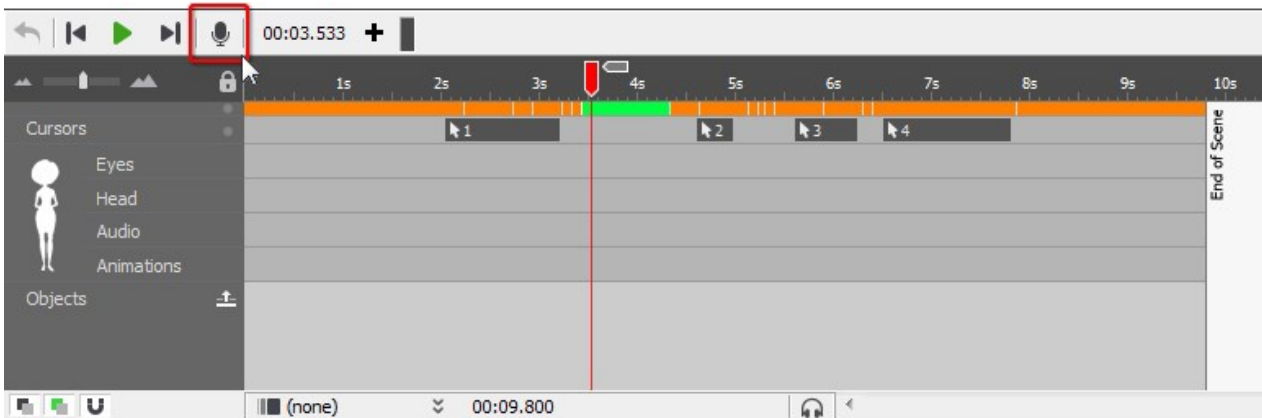 00:03.533
1s 2s 3s 4s 5s 6s 7s 8s 9s 10s
Cursors 1 2 3 4
End of Scene
Eyes
Head
Audio
Animations
Objects
(none) 00:09.800